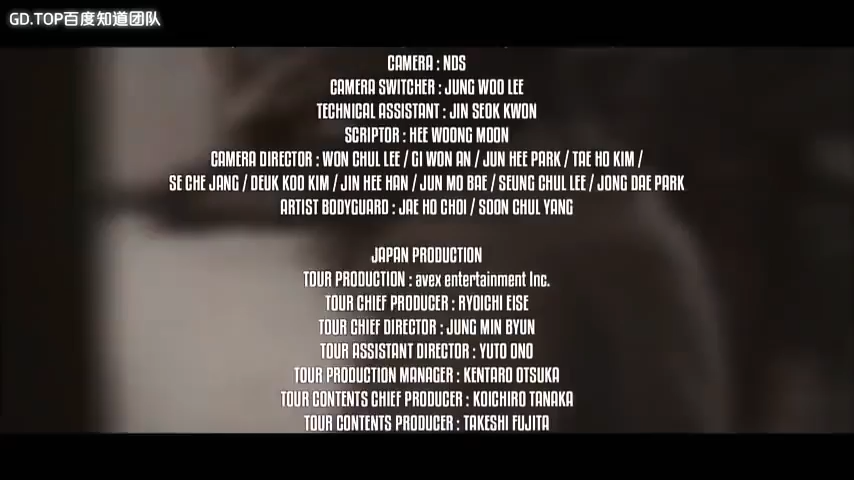 GD.TOP百度知道团队
CAMERA : NDS
CAMERA SWITCHER : JUNG WOO LEE
TECHNICAL ASSISTANT : JIN SEOK KWON
SCRIPTOR : HEE WOONG MOON
CAMERA DIRECTOR : WON CHUL LEE / GI WON AN / JUN HEE PARK / TAE HO KIM /
SE CHE JANG / DEUK KOO KIM / JIN HEE HAN / JUN MO BAE / SEUNG CHUL LEE / JONG DAE PARK
ARTIST BODYGUARD : JAE HO CHOI / SOON CHUL YANG
JAPAN PRODUCTION
TOUR PRODUCTION : avex entertainment Inc.
TOUR CHIEF PRODUCER : RYOICHI EISE
TOUR CHIEF DIRECTOR : JUNG MIN BYUN
TOUR ASSISTANT DIRECTOR : YUTO ONO
TOUR PRODUCTION MANAGER : KENTARO OTSUKA
TOUR CONTENTS CHIEF PRODUCER : KOICHIRO TANAKA
TOUR CONTENTS PRODUCER : TAKESHI FUJITA